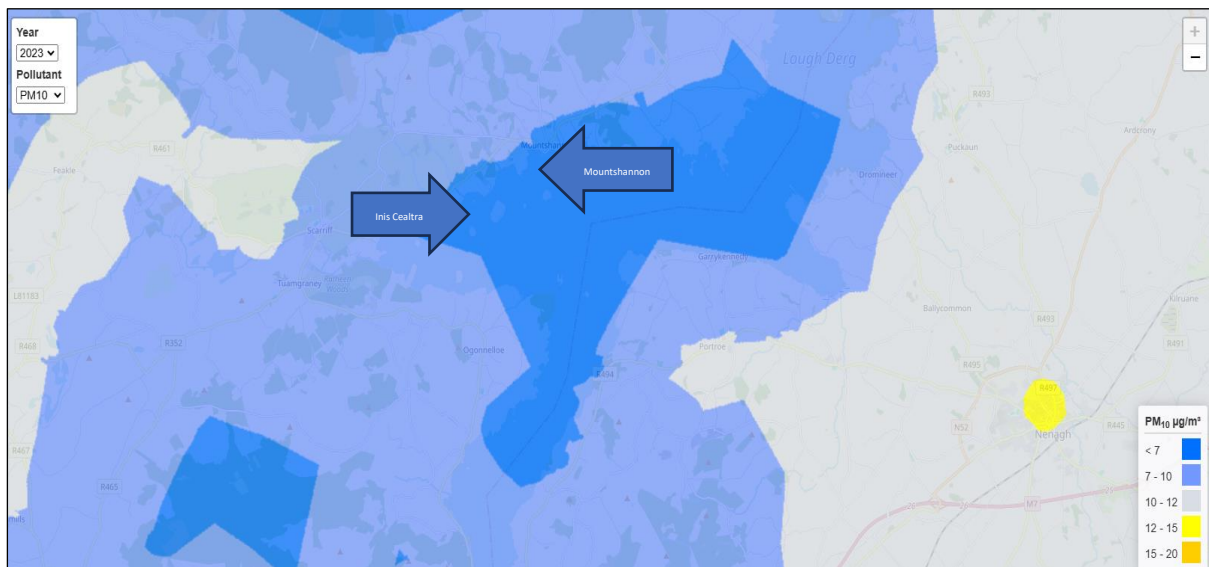 Year
2023
Pollutant
PM10
+
−
Lough Derg
R493
Ardcrony
Puckaun
R461
Feakle
Mountshan
Mountshannon
Dromineer
Inis Cealtra
Scarriff
Garrykennedy
Tuamgraney
L81183
Ballycommon
Kilruane
R493
R352
R468
R491
Ogonnelloe
Portroe
R494
R495
R497
N52
R445
Nenagh
R467
R465
M7
mills
PM₁₀ µg/m³
< 7
7 - 10
10 - 12
12 - 15
15 - 20